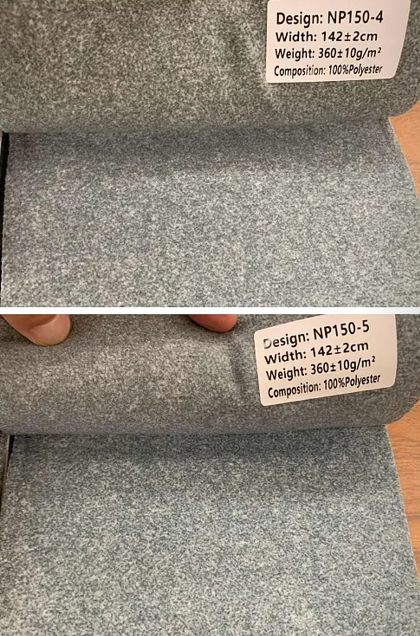 Design: NP150-4
Width: 142±2cm
Weight: 360±10g/m²
Composition: 100%Polyester
Design: NP150-5
Width: 142±2cm
Weight: 360±10g/m²
Composition: 100%Polyester